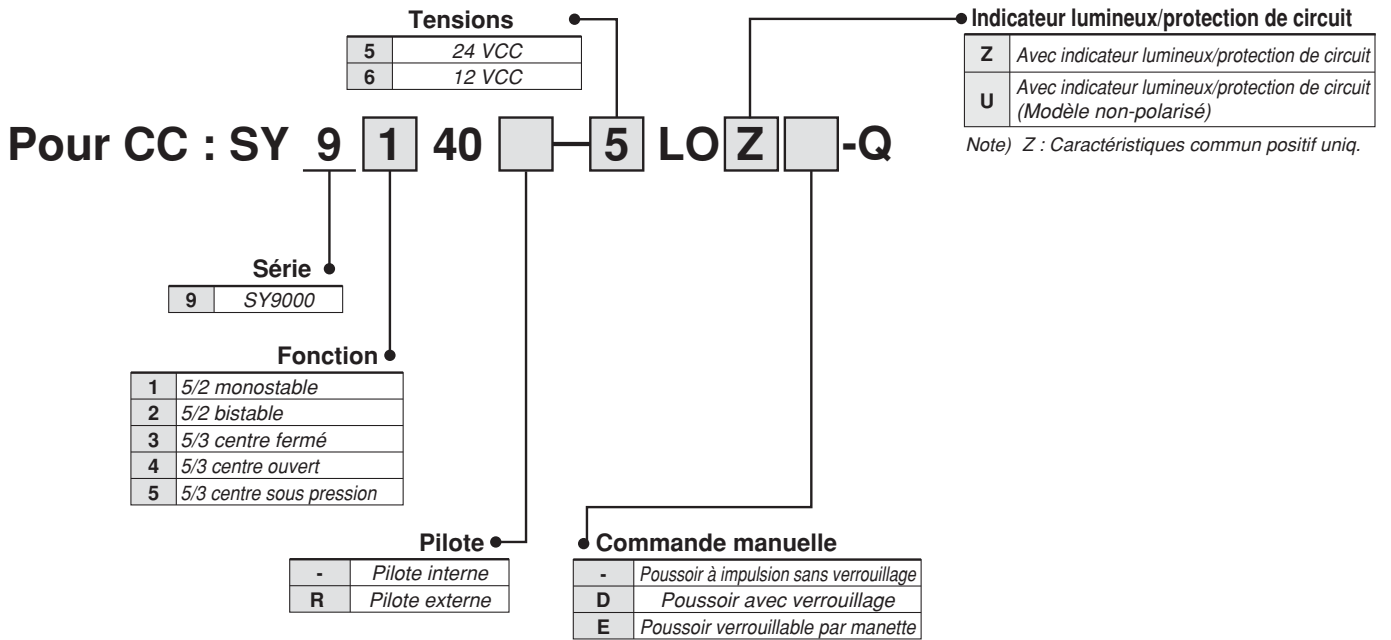 Tensions
5 24 VCC
6 12 VCC
Indicateur lumineux/protection de circuit
Z Avec indicateur lumineux/protection de circuit
U Avec indicateur lumineux/protection de circuit
(Modèle non-polarisé)
Note) Z : Caractéristiques commun positif uniq.
Pour CC : SY 9 1 40 - 5 LO Z -Q
Série
9 SY9000
Fonction
1 5/2 monostable
2 5/2 bistable
3 5/3 centre fermé
4 5/3 centre ouvert
5 5/3 centre sous pression
Pilote
- Pilote interne
R Pilote externe
Commande manuelle
- Poussoir à impulsion sans verrouillage
D Poussoir avec verrouillage
E Poussoir verrouillable par manette